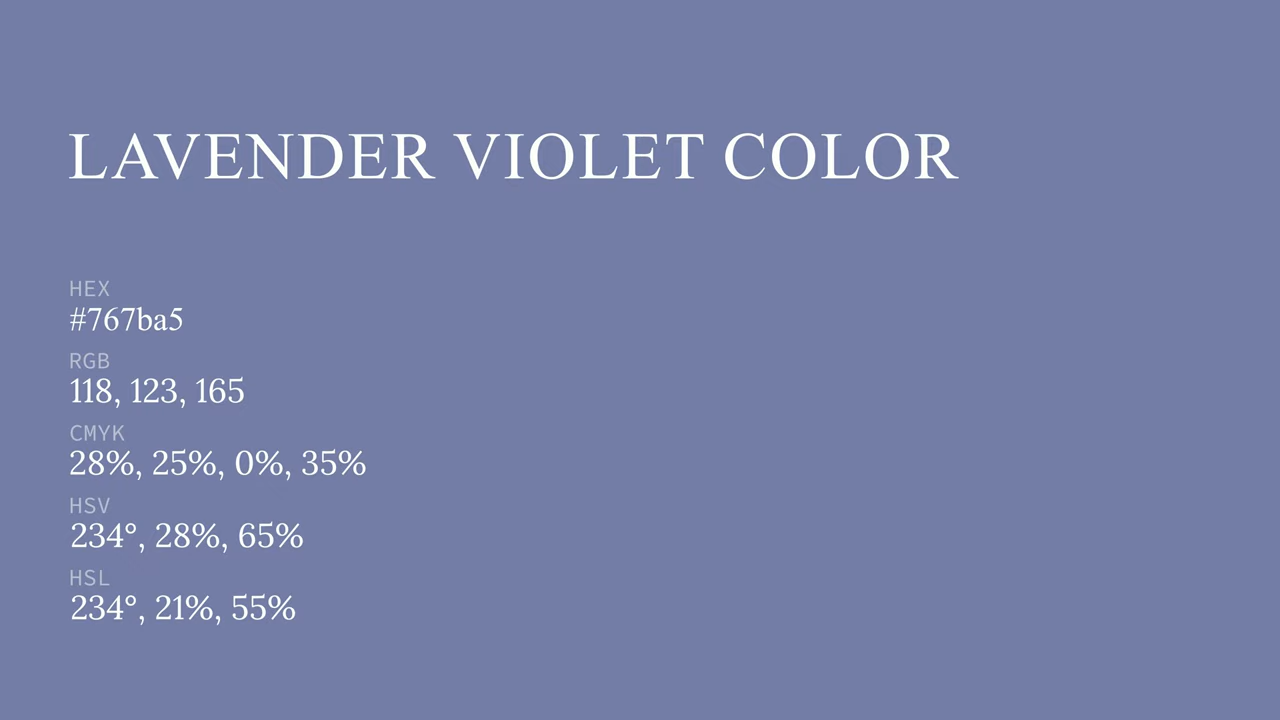 LAVENDER VIOLET COLOR
HEX
#767ba5
RGB
118, 123, 165
CMYK
28%, 25%, 0%, 35%
HSV
234°, 28%, 65%
HSL
234°, 21%, 55%